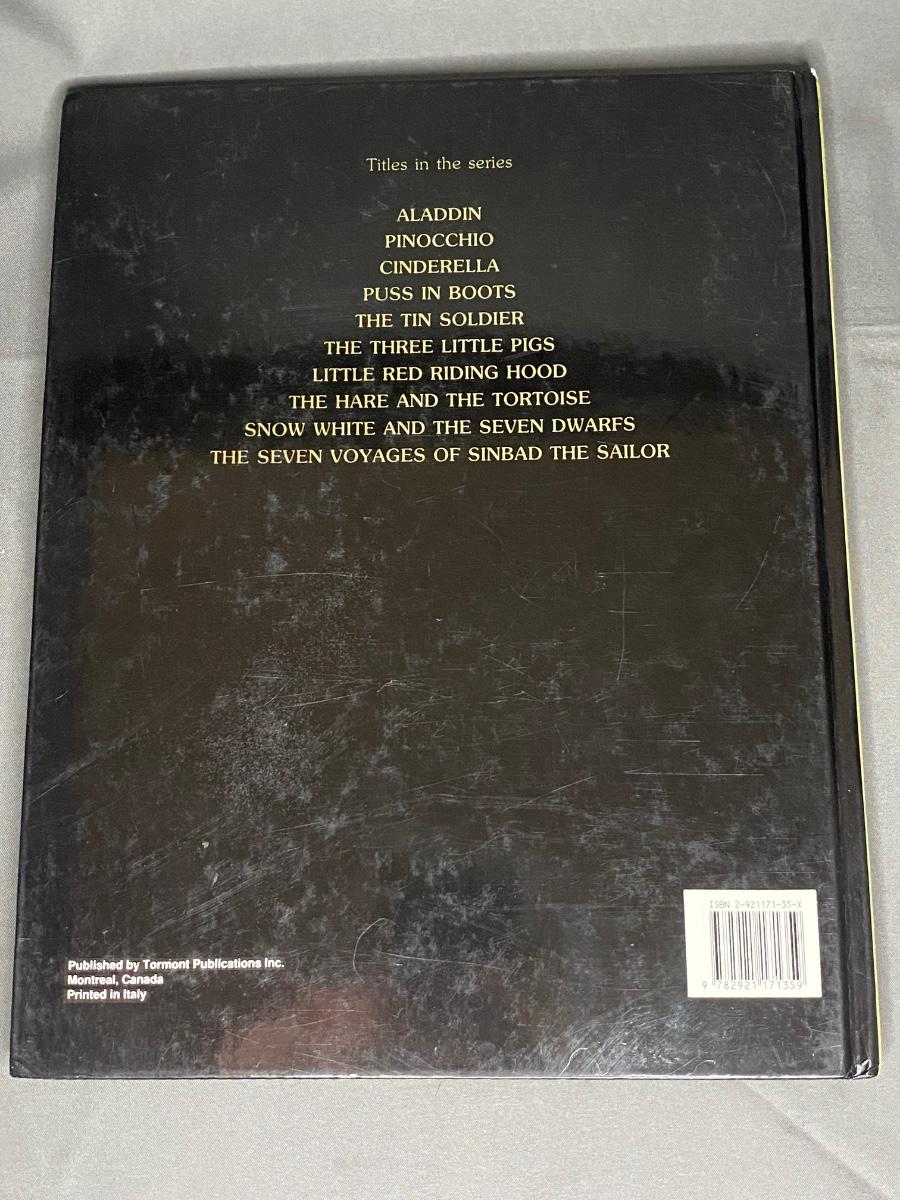 Titles in the series
ALADDIN
PINOCCHIO
CINDERELLA
PUSS IN BOOTS
THE TIN SOLDIER
THE THREE LITTLE PIGS
LITTLE RED RIDING HOOD
THE HARE AND THE TORTOISE
SNOW WHITE AND THE SEVEN DWARFS
THE SEVEN VOYAGES OF SINBAD THE SAILOR
Published by Tormont Publications Inc.
Montreal, Canada
Printed in Italy
ISBN 2-921171-35-X
9 782921 171359